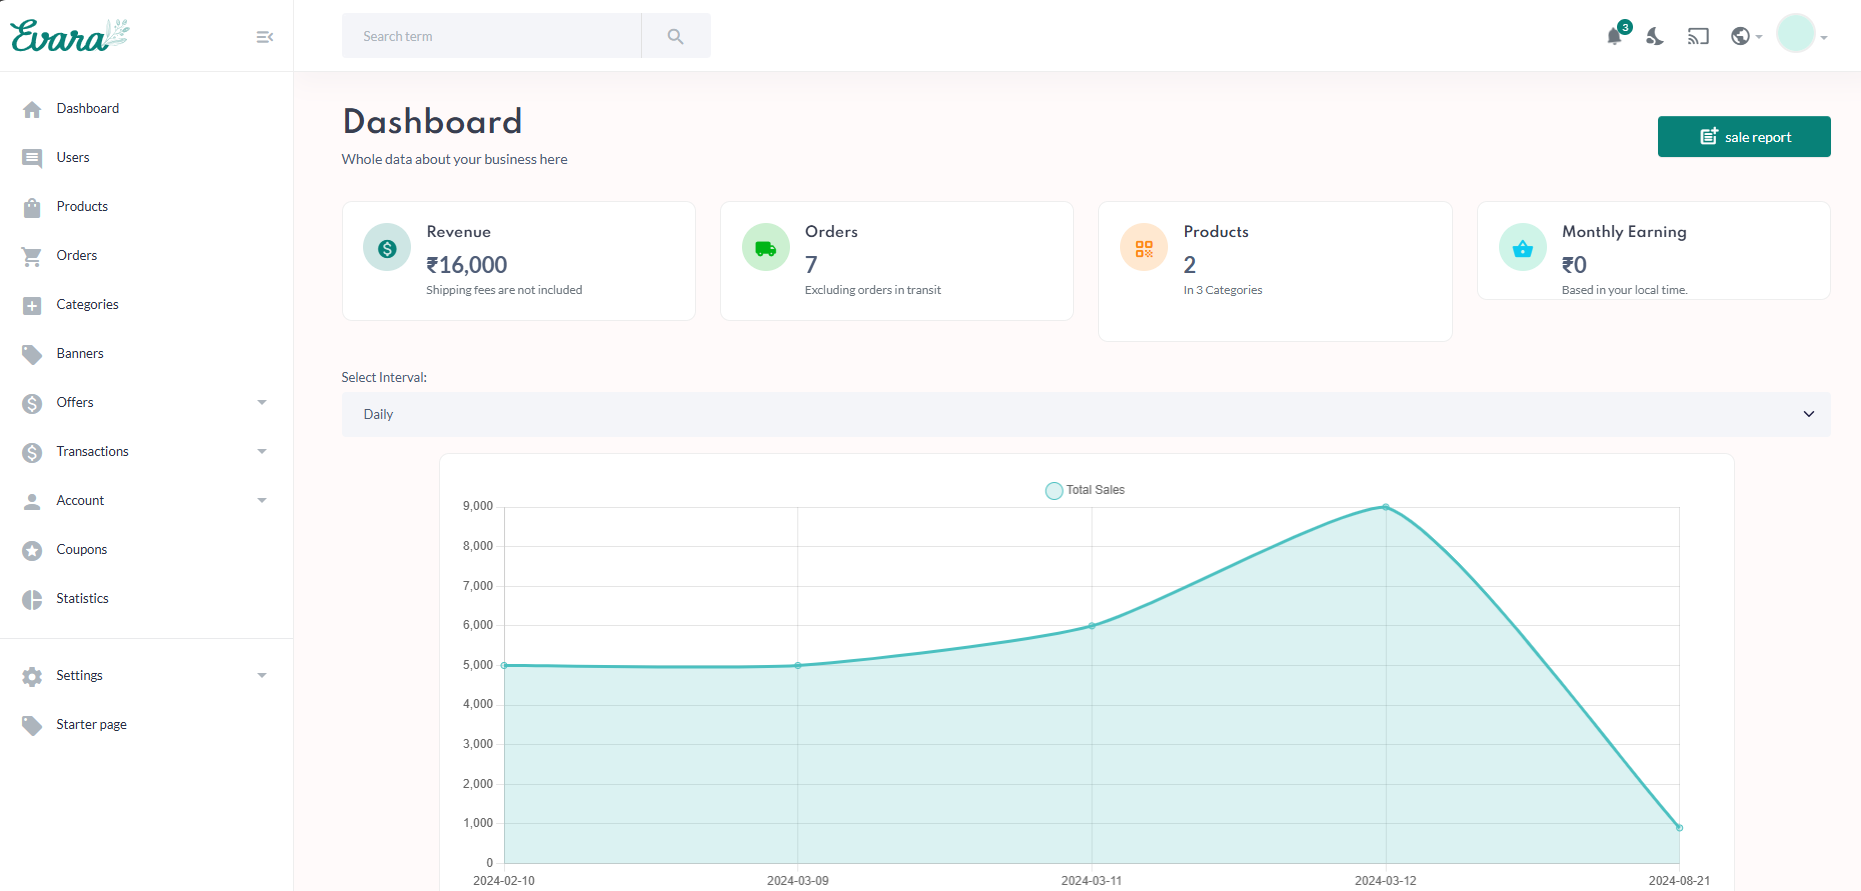 Evara
Search term
3
Dashboard
Users
Products
Orders
Categories
Banners
Offers
Transactions
Account
Coupons
Statistics
Settings
Starter page
Dashboard
Whole data about your business here
sale report
Revenue
₹16,000
Shipping fees are not included
Orders
7
Excluding orders in transit
Products
2
In 3 Categories
Monthly Earning
₹0
Based in your local time.
Select Interval:
Daily
Total Sales
9,000
8,000
7,000
6,000
5,000
4,000
3,000
2,000
1,000
0
2024-02-10
2024-03-09
2024-03-11
2024-03-12
2024-08-21